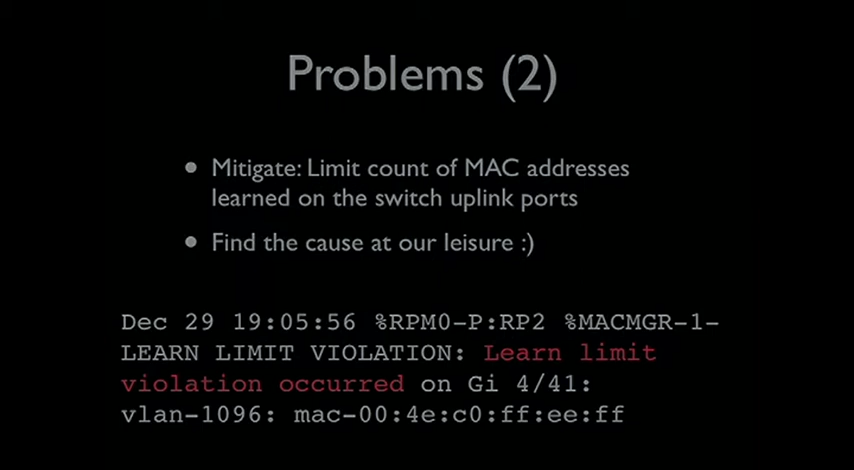 Problems (2)
• Mitigate: Limit count of MAC addresses
learned on the switch uplink ports
• Find the cause at our leisure :)
Dec 29 19:05:56 %RPM0-P:RP2 %MACMGR-1-
LEARN LIMIT VIOLATION: Learn limit
violation occurred on Gi 4/41:
vlan-1096: mac-00:4e:c0:ff:ee:ff